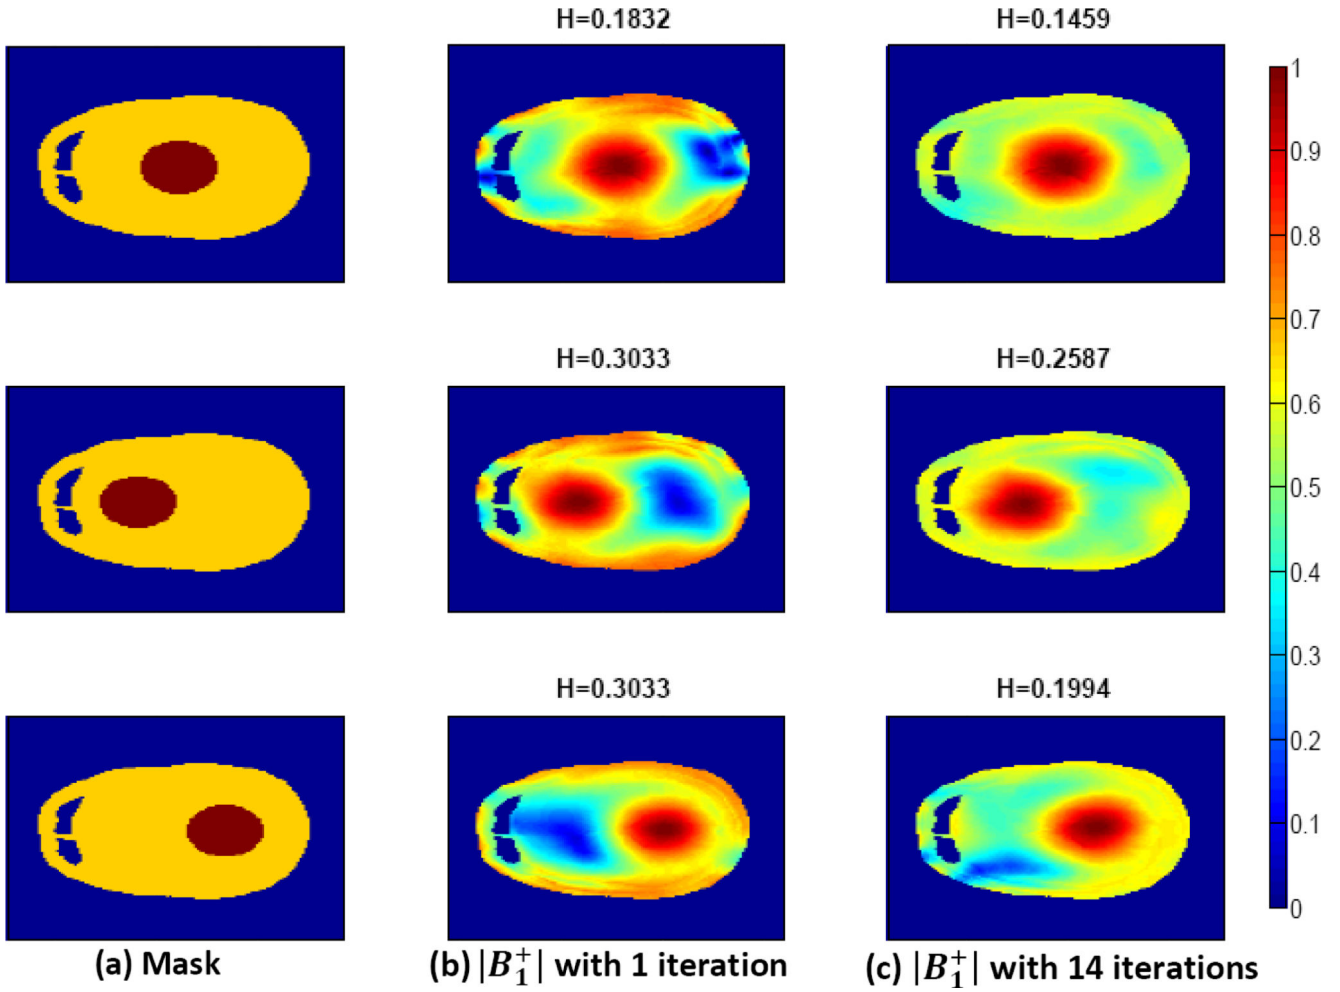 H=0.1832
H=0.1459
H=0.3033
H=0.2587
H=0.3033
H=0.1994
1
0.9
0.8
0.7
0.6
0.5
0.4
0.3
0.2
0.1
0
(a) Mask
(b) |B₁⁺| with 1 iteration
(c) |B₁⁺| with 14 iterations